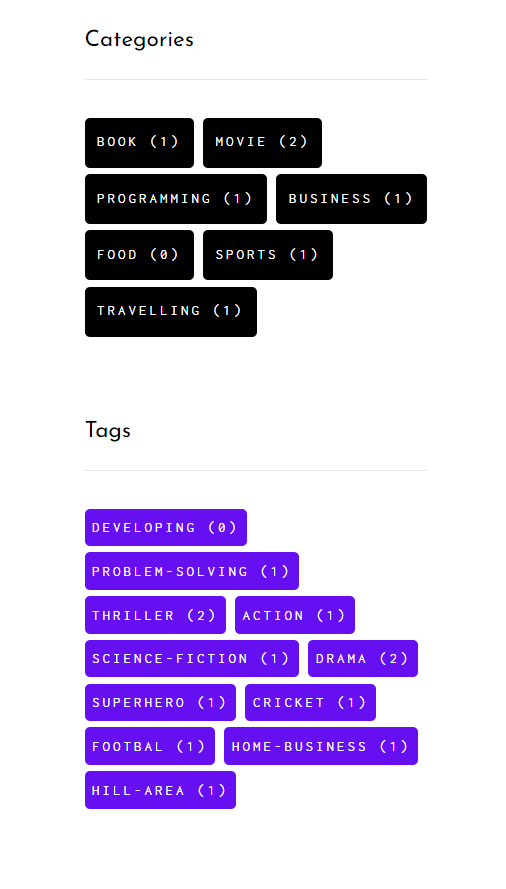 Categories
BOOK (1) MOVIE (2)
PROGRAMMING (1) BUSINESS (1)
FOOD (0) SPORTS (1)
TRAVELLING (1)
Tags
DEVELOPING (0)
PROBLEM-SOLVING (1)
THRILLER (2) ACTION (1)
SCIENCE-FICTION (1) DRAMA (2)
SUPERHERO (1) CRICKET (1)
FOOTBAL (1) HOME-BUSINESS (1)
HILL-AREA (1)